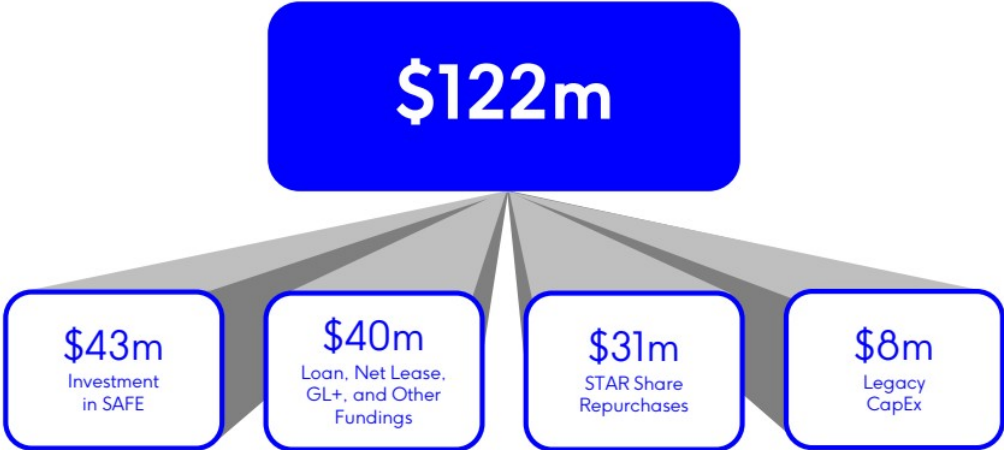 $122m
$43m
Investment
in SAFE
$40m
Loan, Net Lease,
GL+, and Other
Fundings
$31m
STAR Share
Repurchases
$8m
Legacy
CapEx